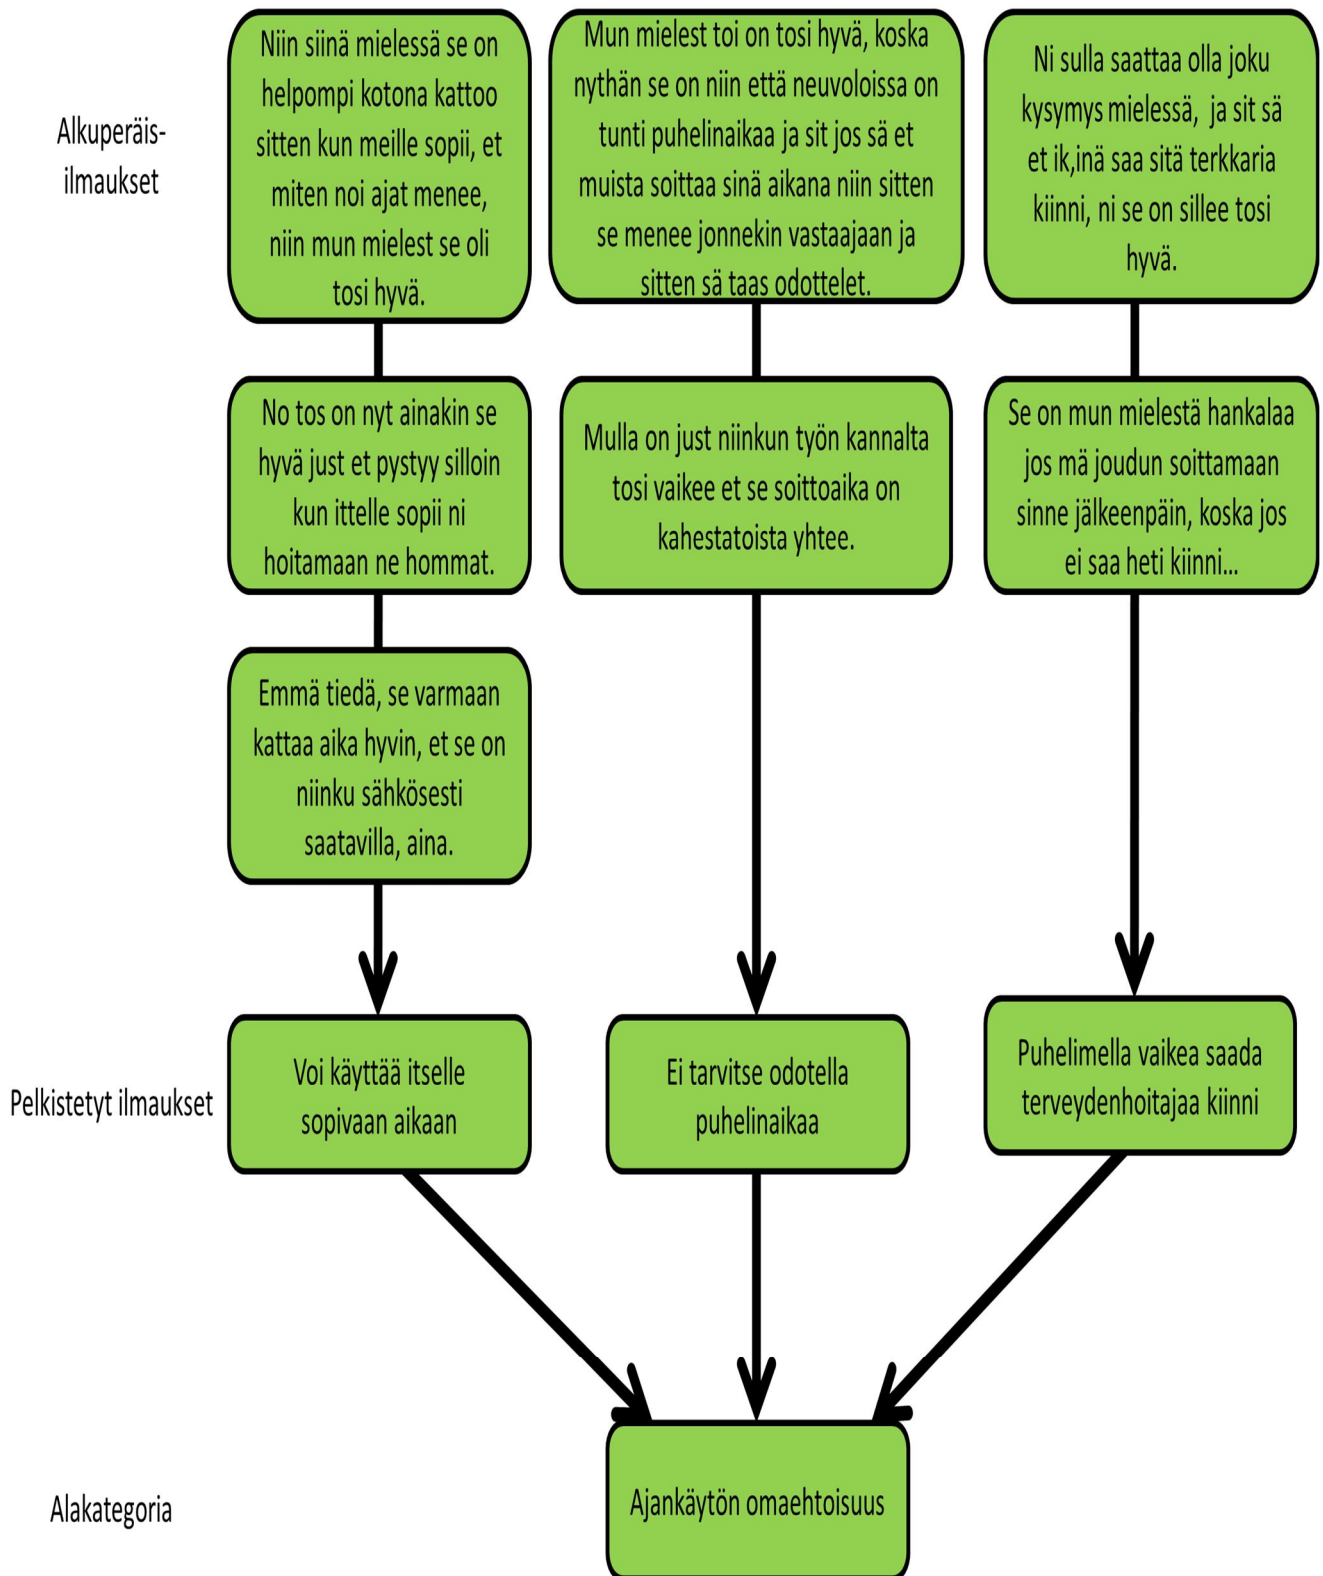 Alkuperäis-
ilmaukset
Niin siinä mielessä se on
helpompi kotona kattoo
sitten kun meille sopii, et
miten noi ajat menee,
niin mun mielest se oli
tosi hyvä.
Mun mielest toi on tosi hyvä, koska
nythän se on niin että neuvoloissa on
tunti puhelinaikaa ja sit jos sä et
muista soittaa sinä aikana niin sitten
se menee jonnekin vastaajaan ja
sitten sä taas odottelet.
Ni sulla saattaa olla joku
kysymys mielessä, ja sit sä
et ik,inä saa sitä terkkaria
kiinni, ni se on sillee tosi
hyvä.
No tos on nyt ainakin se
hyvä just et pystyy silloin
kun ittelle sopii ni
hoitamaan ne hommat.
Mulla on just niinkun työn kannalta
tosi vaikee et se soittoaika on
kahestatoista yhtee.
Se on mun mielestä hankalaa
jos mä joudun soittamaan
sinne jälkeenpäin, koska jos
ei saa heti kiinni...
Emmä tiedä, se varmaan
kattaa aika hyvin, et se on
niinku sähkösesti
saatavilla, aina.
Pelkistetyt ilmaukset
Voi käyttää itselle
sopivaan aikaan
Ei tarvitse odotella
puhelinaikaa
Puhelimella vaikea saada
terveydenhoitajaa kiinni
Alakategoria
Ajankäytön omaehtoisuus